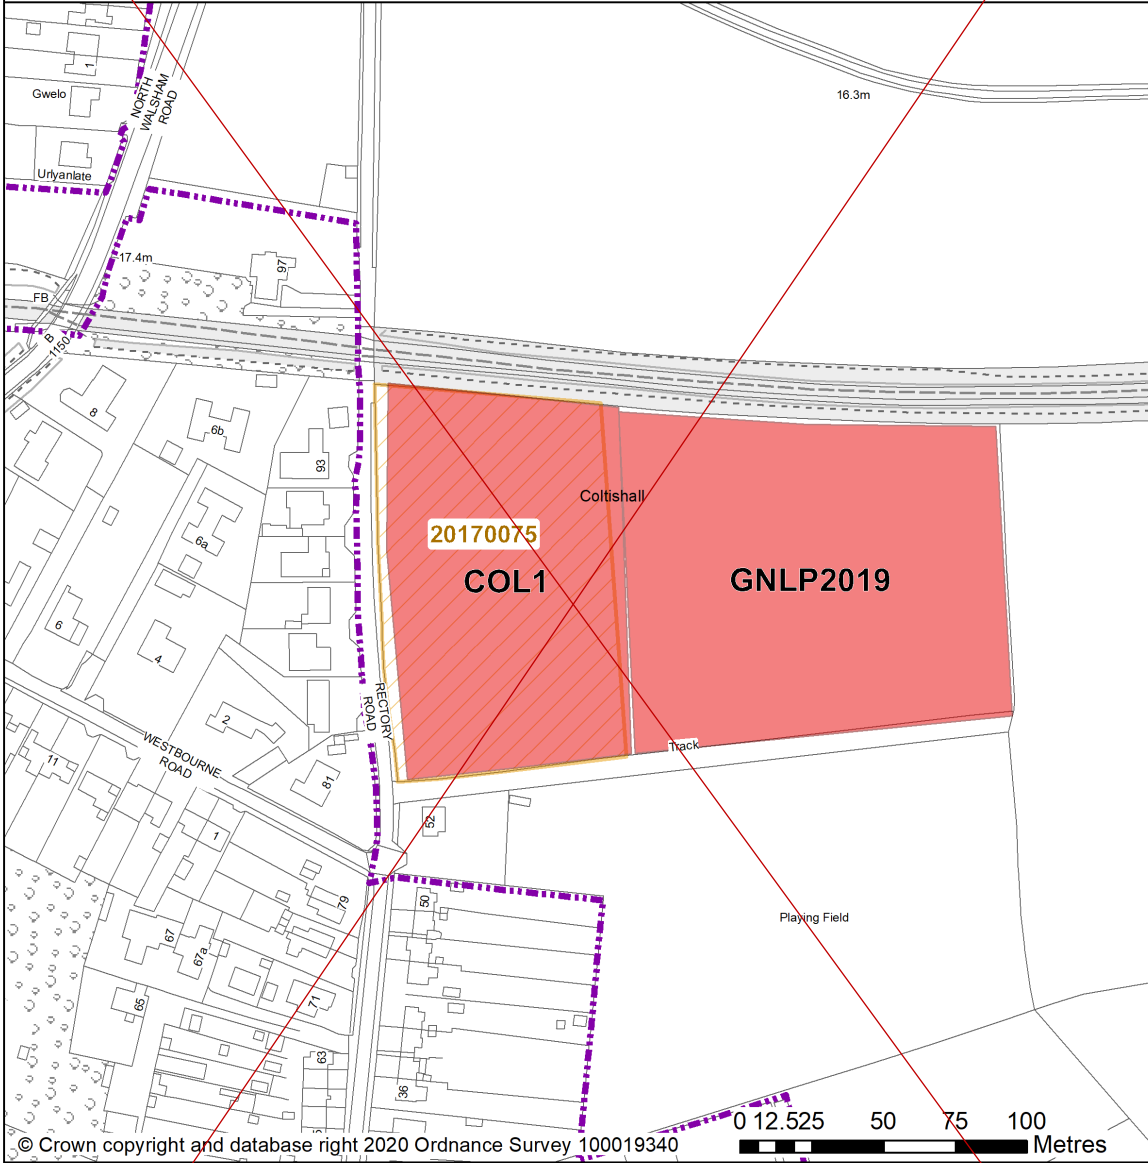 1
Gwelo
NORTH
WALSHAM
ROAD
16.3m
Urlyanlate
17.4m
97
FB
B
1150
8
6b
93
Coltishall
20170075
6a
COL1
GNLP2019
6
4
2
RECTORY
ROAD
WESTBOURNE
ROAD
Track
11
81
52
1
79
50
67
67a
Playing Field
65
71
63
36
0 12.525 50 75 100
Metres
© Crown copyright and database right 2020 Ordnance Survey 100019340